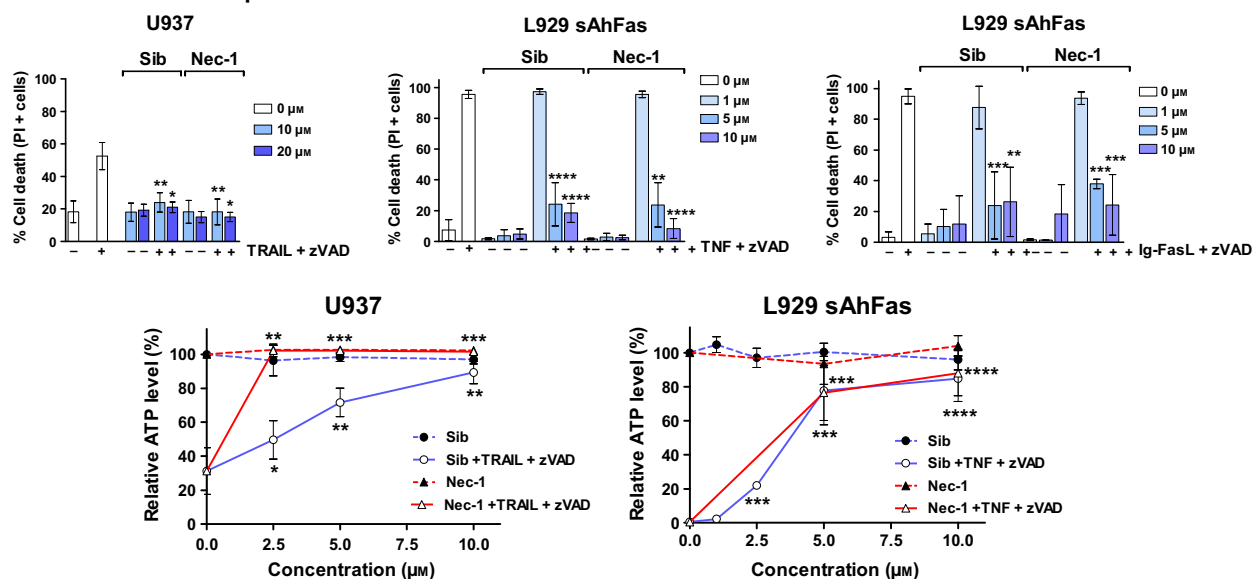 U937
Sib Nec-1
% Cell death (PI + cells)
100
80
60
40
20
0
0 µM
10 µM
20 µM
** * ** *
– + – – + + – – + + TRAIL + zVAD
L929 sAhFas
Sib Nec-1
% Cell death (PI + cells)
100
80
60
40
20
0
0 µM
1 µM
5 µM
10 µM
**** **** ** ****
– + – – – + + + – – – + + + TNF + zVAD
L929 sAhFas
Sib Nec-1
% Cell death (PI + cells)
100
80
60
40
20
0
0 µM
1 µM
5 µM
10 µM
*** ** *** ***
– + – – – + + + – – – + + + Ig-FasL + zVAD
U937
Relative ATP level (%)
120
100
80
60
40
20
0
** *** ***
* ** **
Sib
Sib +TRAIL + zVAD
Nec-1
Nec-1 +TRAIL + zVAD
0.0 2.5 5.0 7.5 10.0
Concentration (µM)
L929 sAhFas
Relative ATP level (%)
120
100
80
60
40
20
0
*** ****
*** *** ****
Sib
Sib +TNF + zVAD
Nec-1
Nec-1 +TNF + zVAD
0.0 2.5 5.0 7.5 10.0
Concentration (µM)